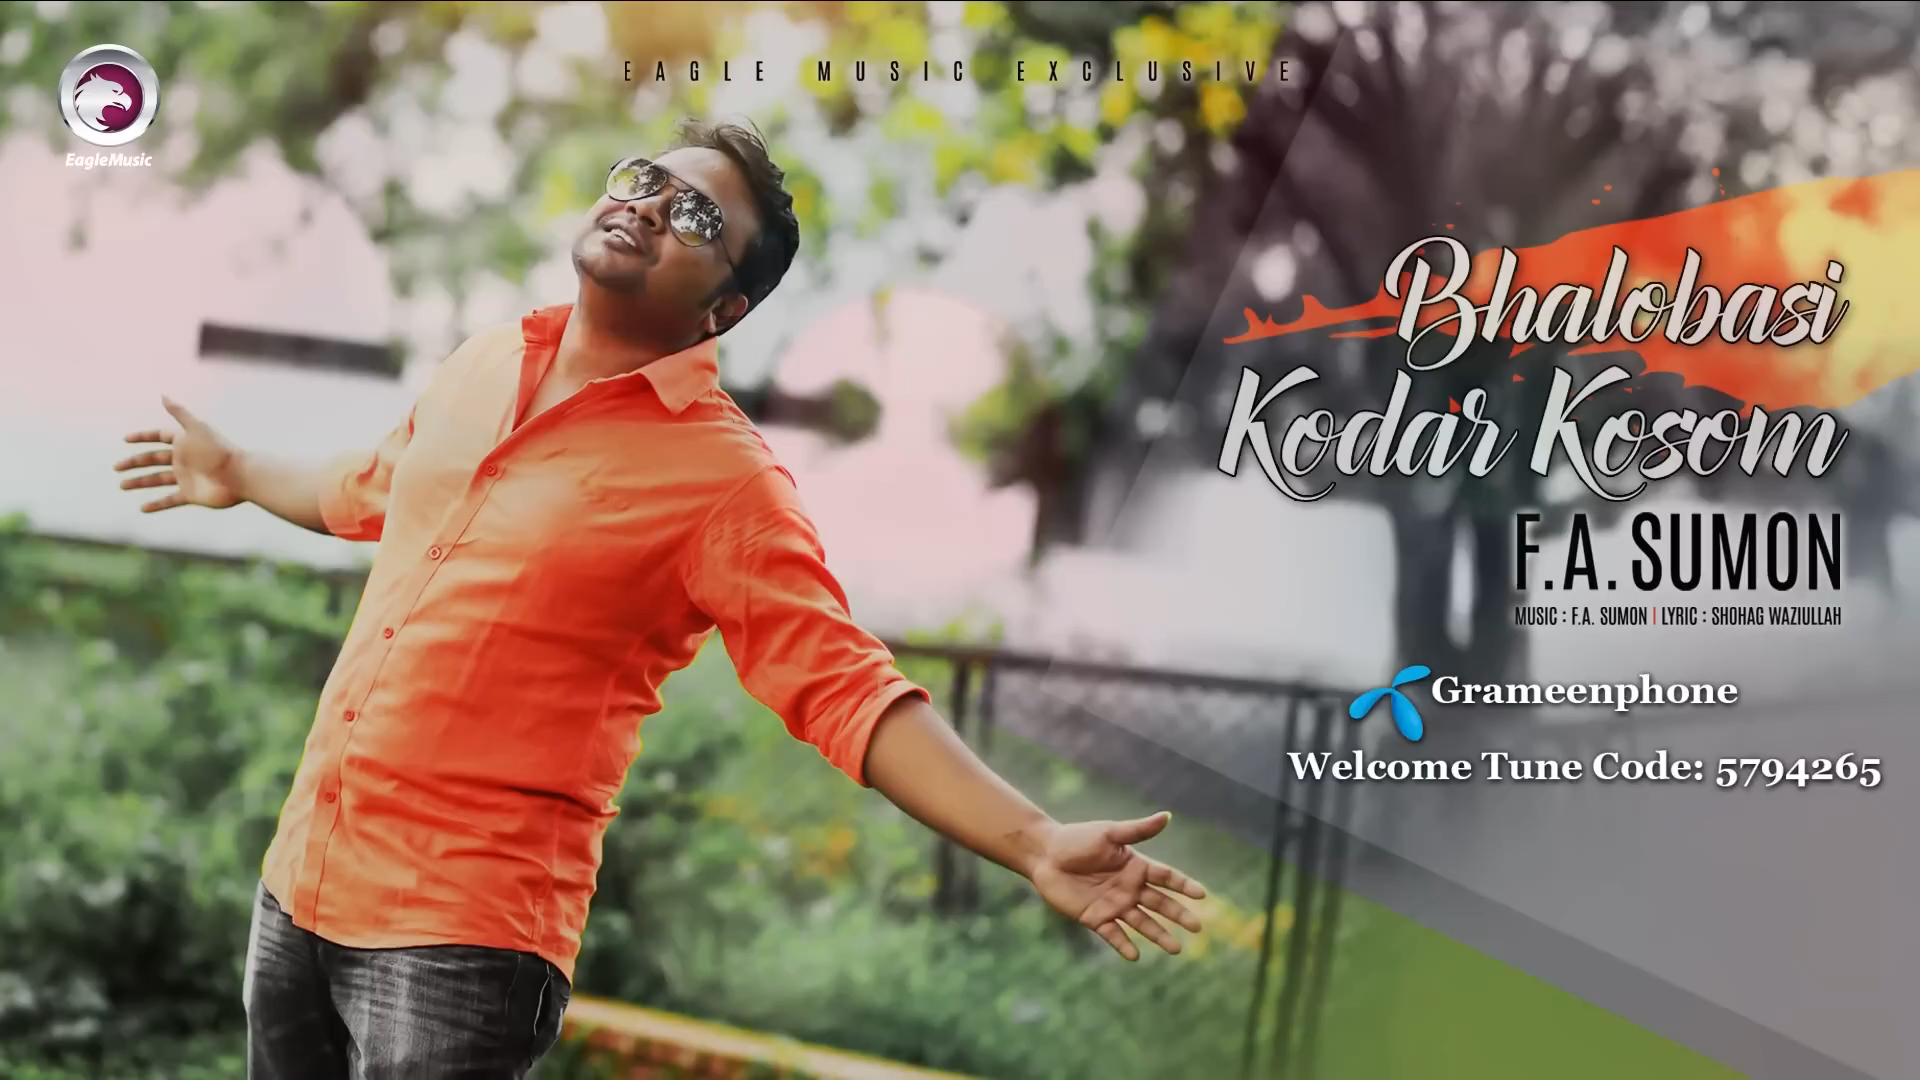 EAGLE MUSIC EXCLUSIVE
EagleMusic
Bhalobasi
Kodar Kosom
F.A. SUMON
MUSIC : F.A. SUMON | LYRIC : SHOHAG WAZIULLAH
Grameenphone
Welcome Tune Code: 5794265